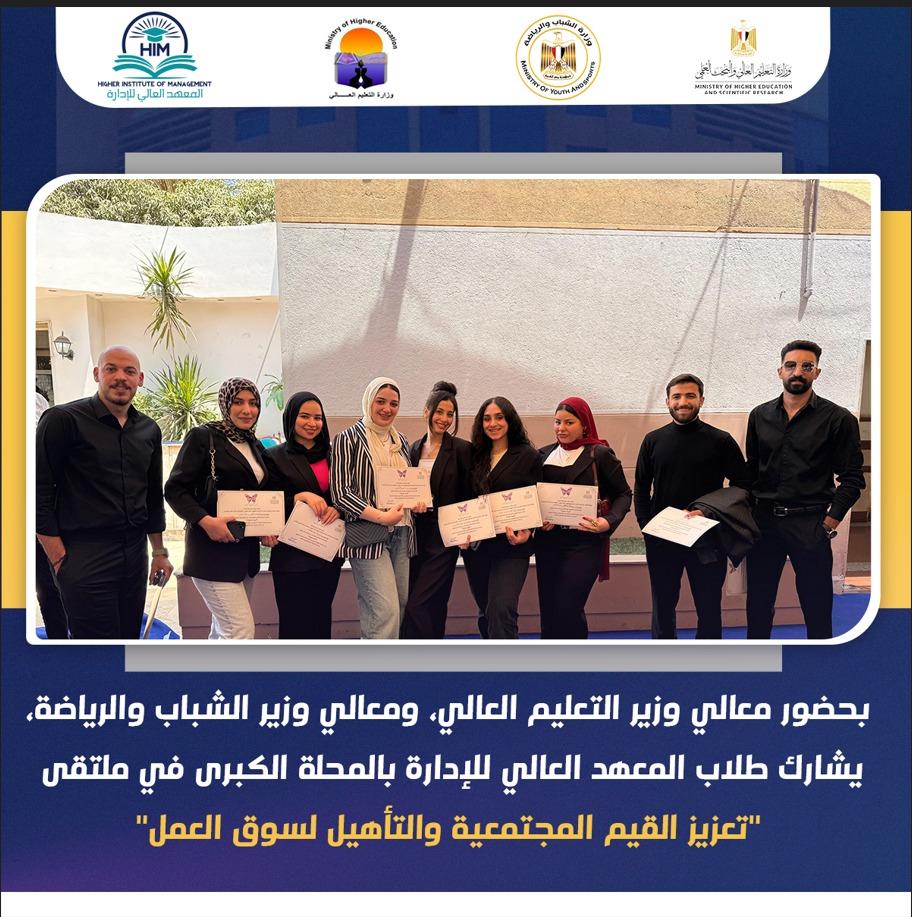 HIM
HIGHER INSTITUTE OF MANAGEMENT
المعهد العالي للإدارة
Ministry of Higher Education
وزارة التعليم العـــالي
وزارة الشباب والرياضة
MINISTRY OF YOUTH AND SPORTS
وزارة التعليم العالي والبحث العلمي
MINISTRY OF HIGHER EDUCATION
AND SCIENTIFIC RESEARCH
بحضور معالي وزير التعليم العالي، ومعالي وزير الشباب والرياضة،
يشارك طلاب المعهد العالي للإدارة بالمحلة الكبرى في ملتقى
"تعزيز القيم المجتمعية والتأهيل لسوق العمل"